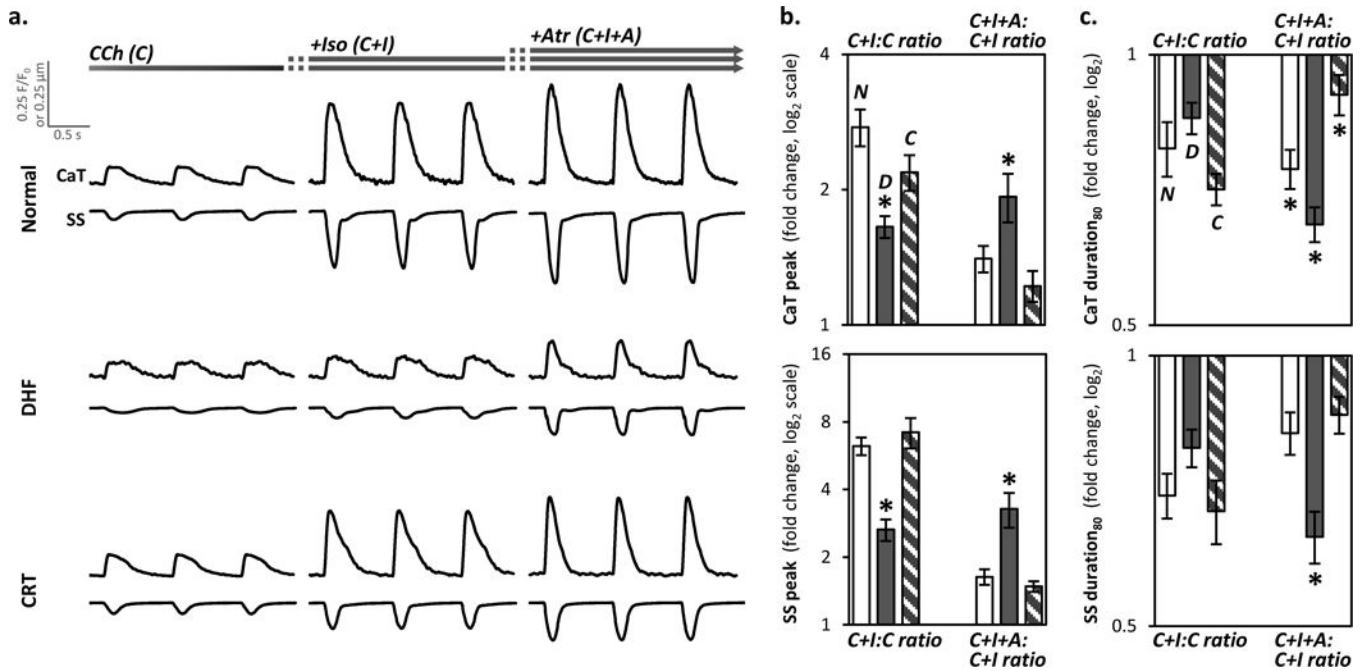 a.
CCh (C)
+Iso (C+I)
+Atr (C+I+A)
0.25 F/F₀
or 0.25 µm
0.5 s
Normal
CaT
SS
DHF
CRT
b.
C+I:C ratio
C+I+A:
C+I ratio
CaT peak (fold change, log₂ scale)
4
2
1
N
D
*
C
*
SS peak (fold change, log₂ scale)
16
8
4
2
1
*
*
C+I:C ratio
C+I+A:
C+I ratio
c.
C+I:C ratio
C+I+A:
C+I ratio
CaT duration₈₀ (fold change, log₂)
1
0.5
N
D
C
*
*
*
SS duration₈₀ (fold change, log₂)
1
0.5
*
C+I:C ratio
C+I+A:
C+I ratio